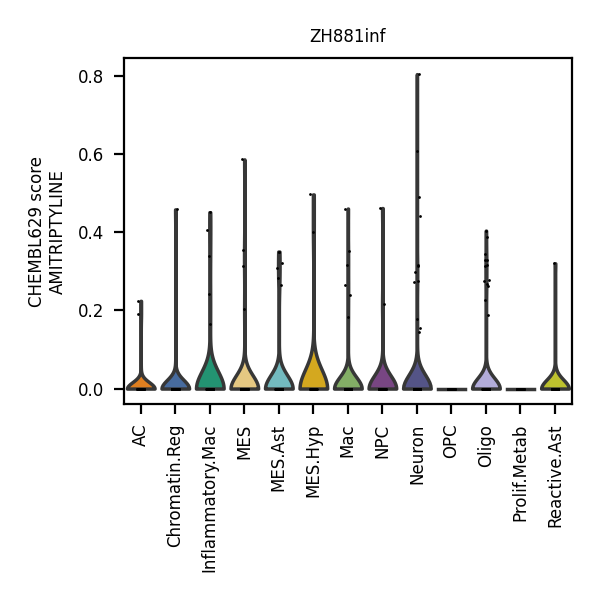 ZH881inf
CHEMBL629 score
AMITRIPTYLINE
0.8
0.6
0.4
0.2
0.0
AC
Chromatin.Reg
Inflammatory.Mac
MES
MES.Ast
MES.Hyp
Mac
NPC
Neuron
OPC
Oligo
Prolif.Metab
Reactive.Ast